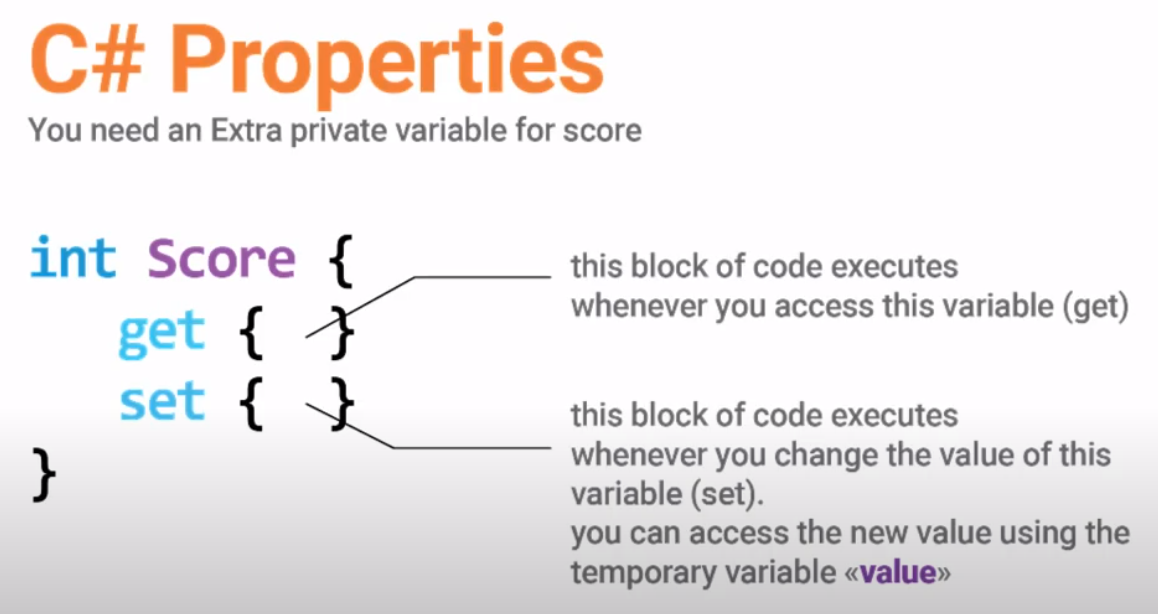 C# Properties
You need an Extra private variable for score
int Score {
get { }
set { }
}
this block of code executes
whenever you access this variable (get)
this block of code executes
whenever you change the value of this
variable (set).
you can access the new value using the
temporary variable «value»